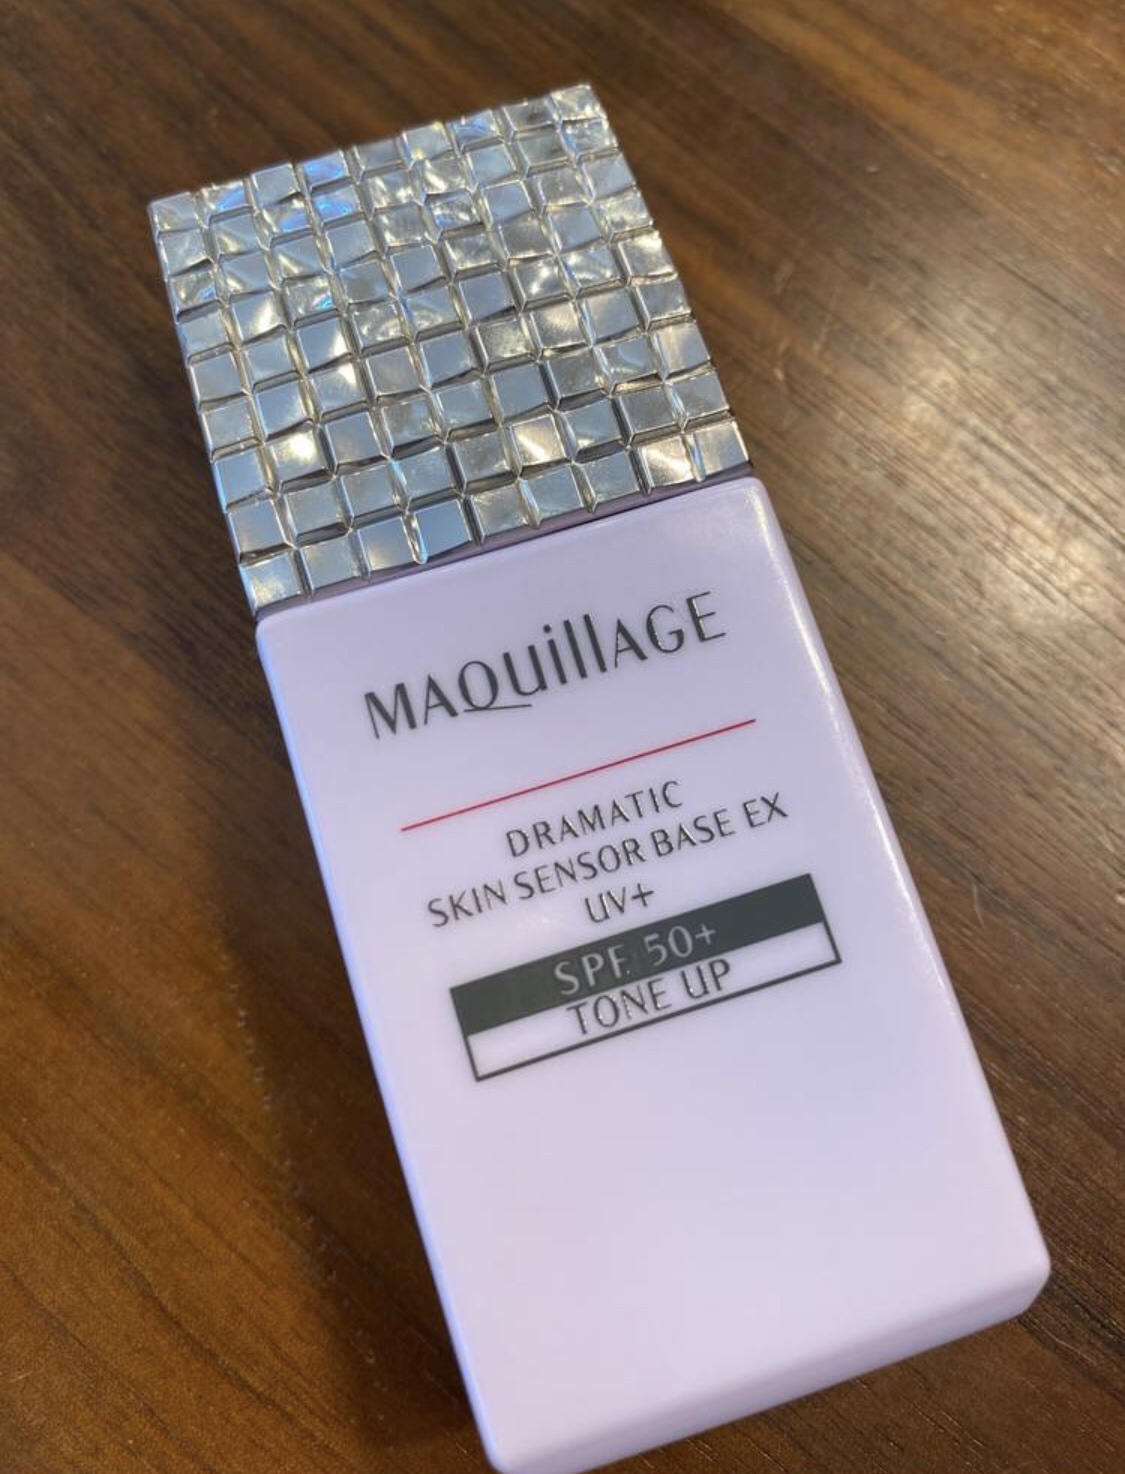 MAQuillAGE
DRAMATIC
SKIN SENSOR BASE EX
UV+
SPF 50+
TONE UP